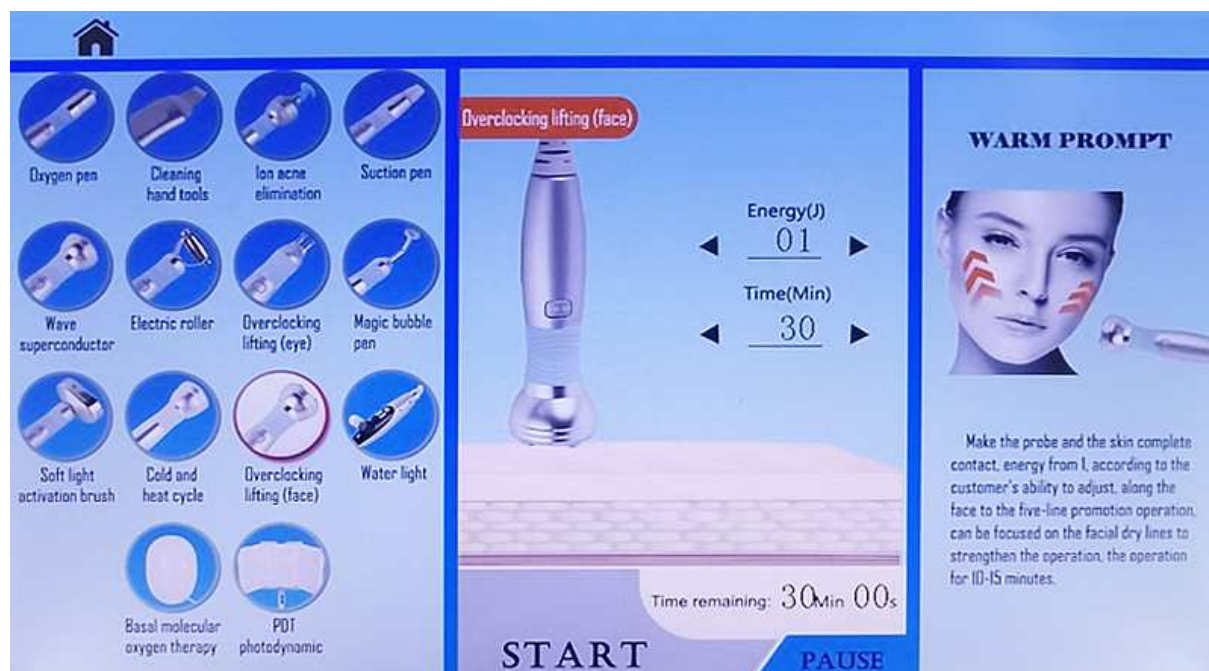 Oxygen pen
Cleaning
hand tools
Ion acne
elimination
Suction pen
Wave
superconductor
Electric roller
Overclocking
lifting (eye)
Magic bubble
pen
Soft light
activation brush
Cold and
heat cycle
Overclocking
lifting (face)
Water light
Basal molecular
oxygen therapy
PDT
photodynamic
Overclocking lifting (face)
Energy(J)
01
Time(Min)
30
Time remaining: 30Min 00s
START
PAUSE
WARM PROMPT
Make the probe and the skin complete
contact, energy from 1, according to the
customer's ability to adjust, along the
face to the five-line promotion operation,
can be focused on the facial dry lines to
strengthen the operation, the operation
for 10-15 minutes.